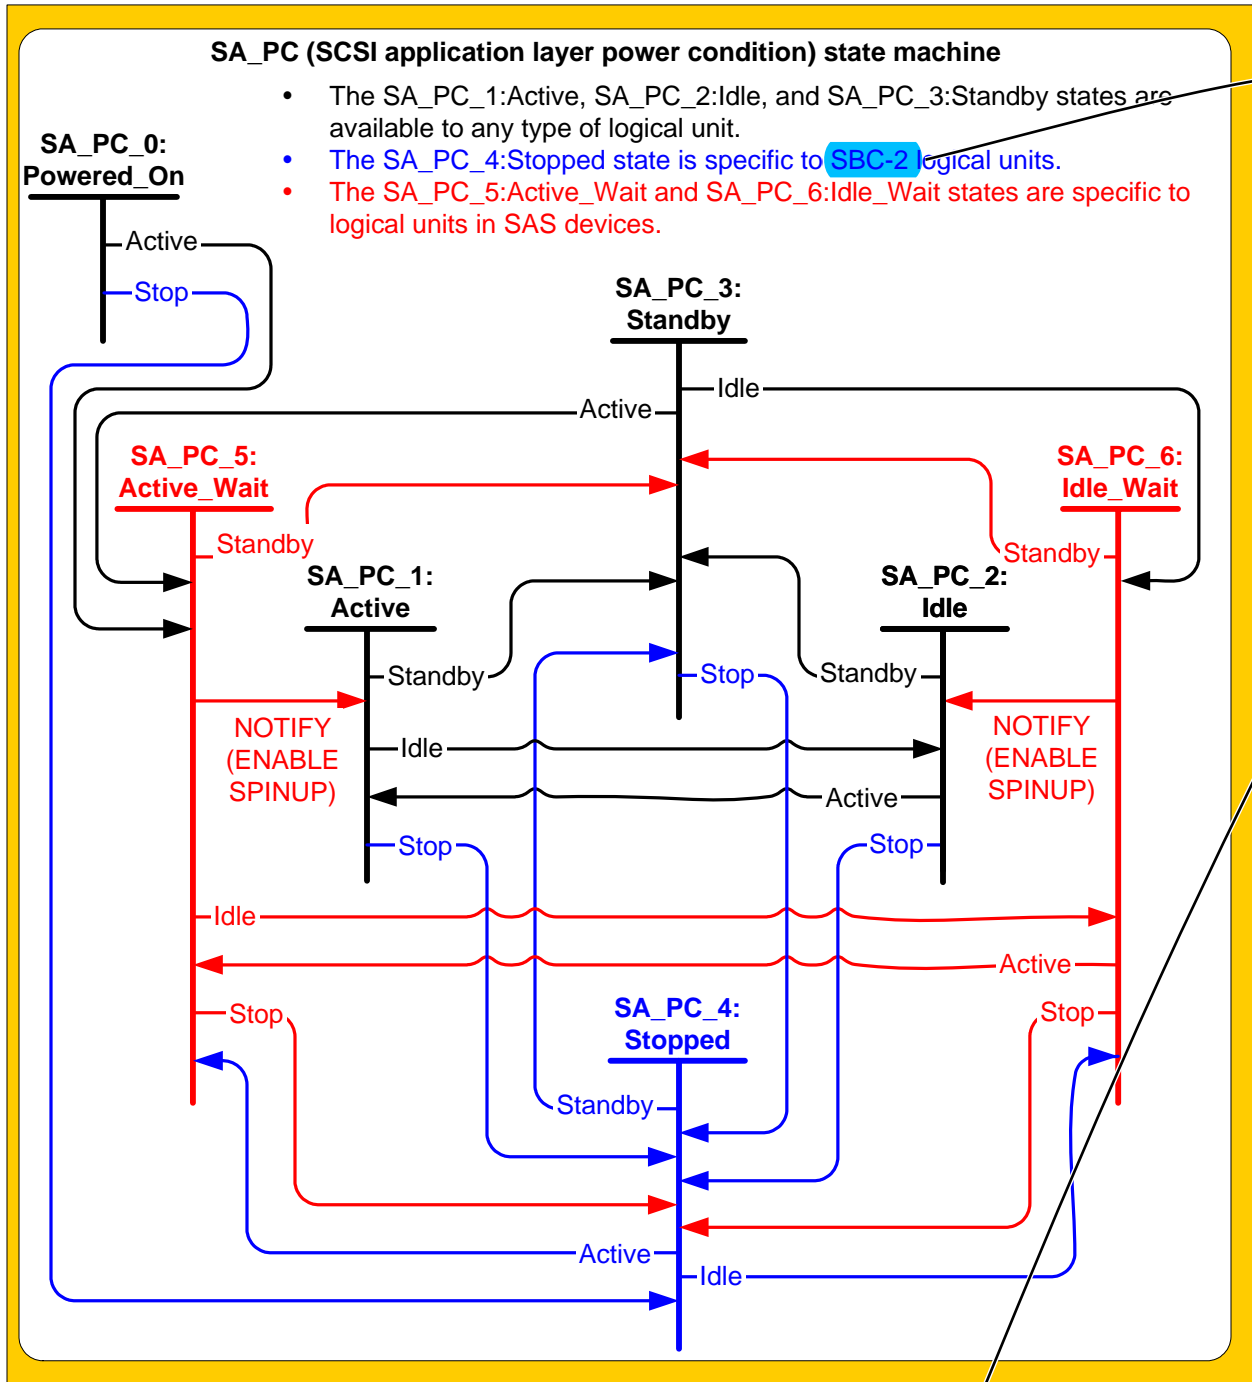 SA_PC (SCSI application layer power condition) state machine
• The SA_PC_1:Active, SA_PC_2:Idle, and SA_PC_3:Standby states are
available to any type of logical unit.
• The SA_PC_4:Stopped state is specific to SBC-2 logical units.
• The SA_PC_5:Active_Wait and SA_PC_6:Idle_Wait states are specific to
logical units in SAS devices.
SA_PC_0:
Powered_On
Active
Stop
SA_PC_3:
Standby
Idle
Active
SA_PC_5:
Active_Wait
SA_PC_6:
Idle_Wait
Standby
Standby
SA_PC_1:
Active
SA_PC_2:
Idle
Standby
Stop
Standby
NOTIFY
(ENABLE
SPINUP)
NOTIFY
(ENABLE
SPINUP)
Idle
Active
Stop
Stop
Idle
Active
Stop
SA_PC_4:
Stopped
Stop
Standby
Active
Idle